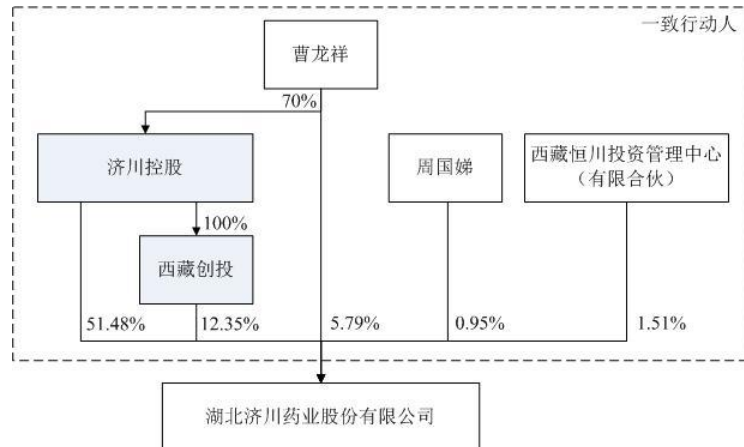 一致行动人
曹龙祥
70%
济川控股
周国娣
西藏恒川投资管理中心
（有限合伙）
100%
西藏创投
51.48%
12.35%
5.79%
0.95%
1.51%
湖北济川药业股份有限公司